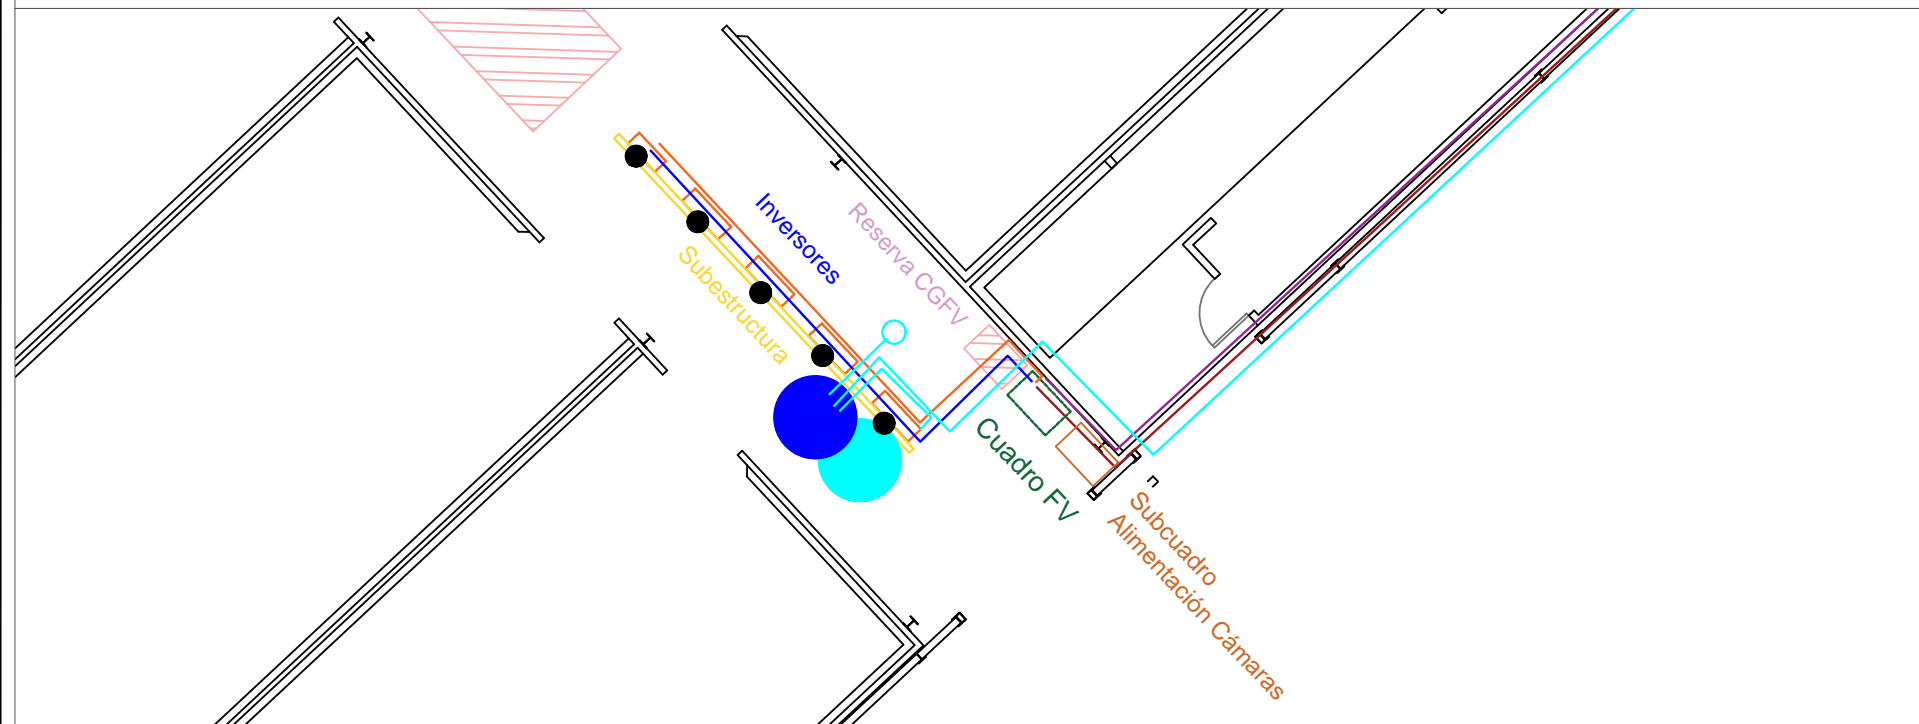 Inversores
Reserva CGFV
Subestructura
Cuadro FV
Subcuadro
Alimentación Cámaras